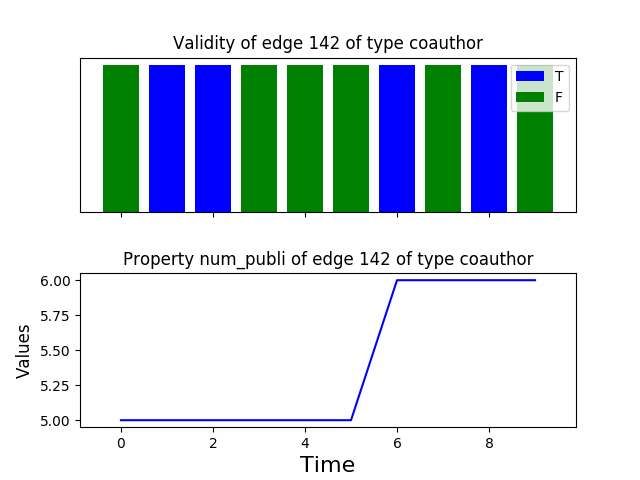 Validity of edge 142 of type coauthor
T
F
Property num_publi of edge 142 of type coauthor
6.00
5.75
5.50
5.25
5.00
Values
0 2 4 6 8
Time